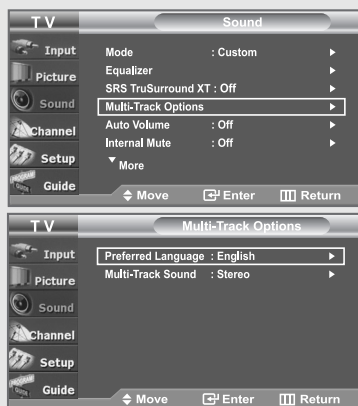 TV
Sound
Input
Picture
Sound
Channel
Setup
Guide
Mode : Custom
Equalizer
SRS TruSurround XT : Off
Multi-Track Options
Auto Volume : Off
Internal Mute : Off
More
Move Enter Return
TV
Multi-Track Options
Input
Picture
Sound
Channel
Setup
Guide
Preferred Language : English
Multi-Track Sound : Stereo
Move Enter Return